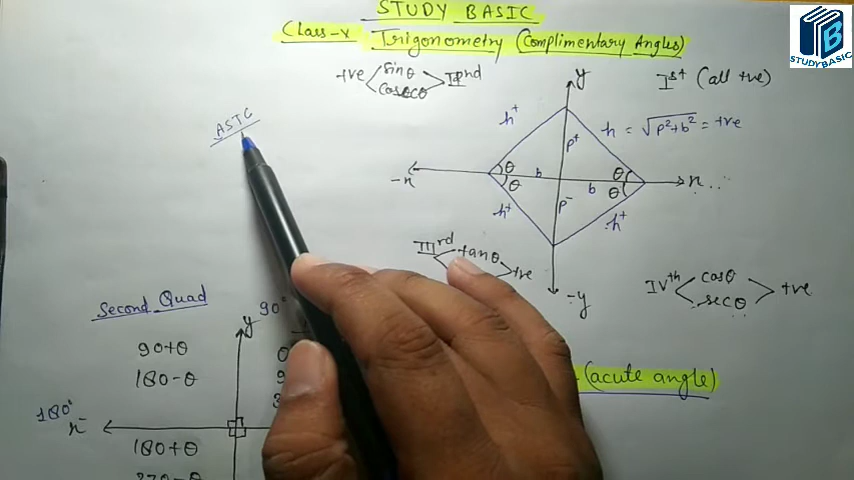 STUDY BASIC
Class-X Trigonometry (Complimentary Angles)
B
STUDYBASIC
+ve sinθ cosecθ IInd
y
Ist (all +ve)
ASTC
h+
p+
h = √p²+b² = +ve
-x
θ
b
θ
x
θ
b
θ
h+
p-
h+
IIIrd tanθ
+ve
IVth cosθ secθ +ve
-y
Second Quad
90°
y
90+θ
180-θ
(acute angle)
180°
x-
180+θ
270-θ